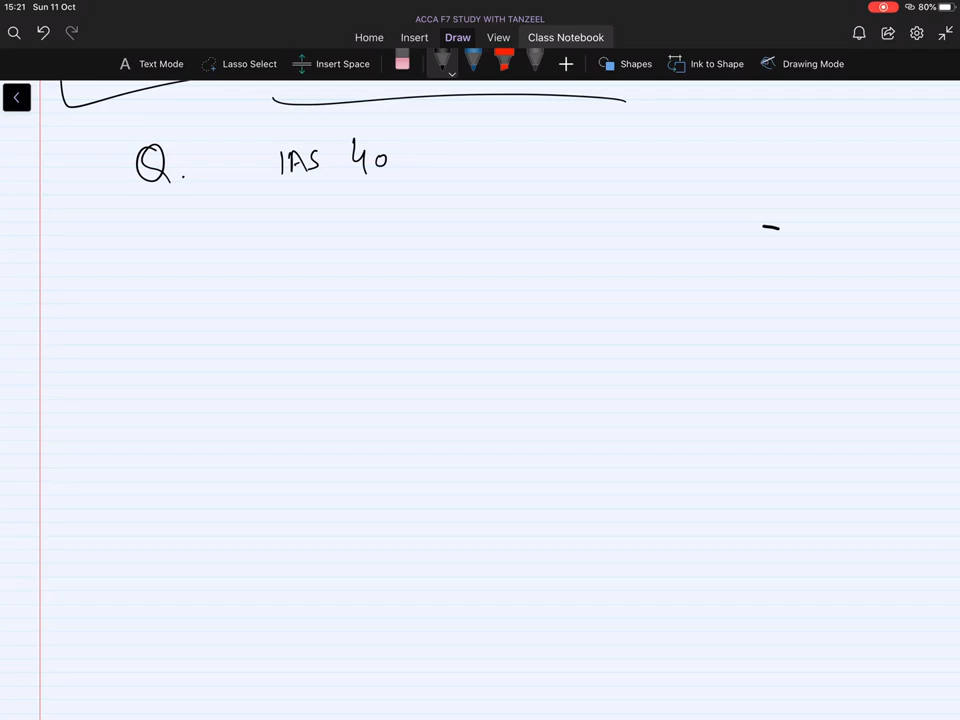 15:21 Sun 11 Oct
80%
ACCA F7 STUDY WITH TANZEEL
Home Insert Draw View Class Notebook
A Text Mode Lasso Select Insert Space Shapes Ink to Shape Drawing Mode
Q. IAS 40